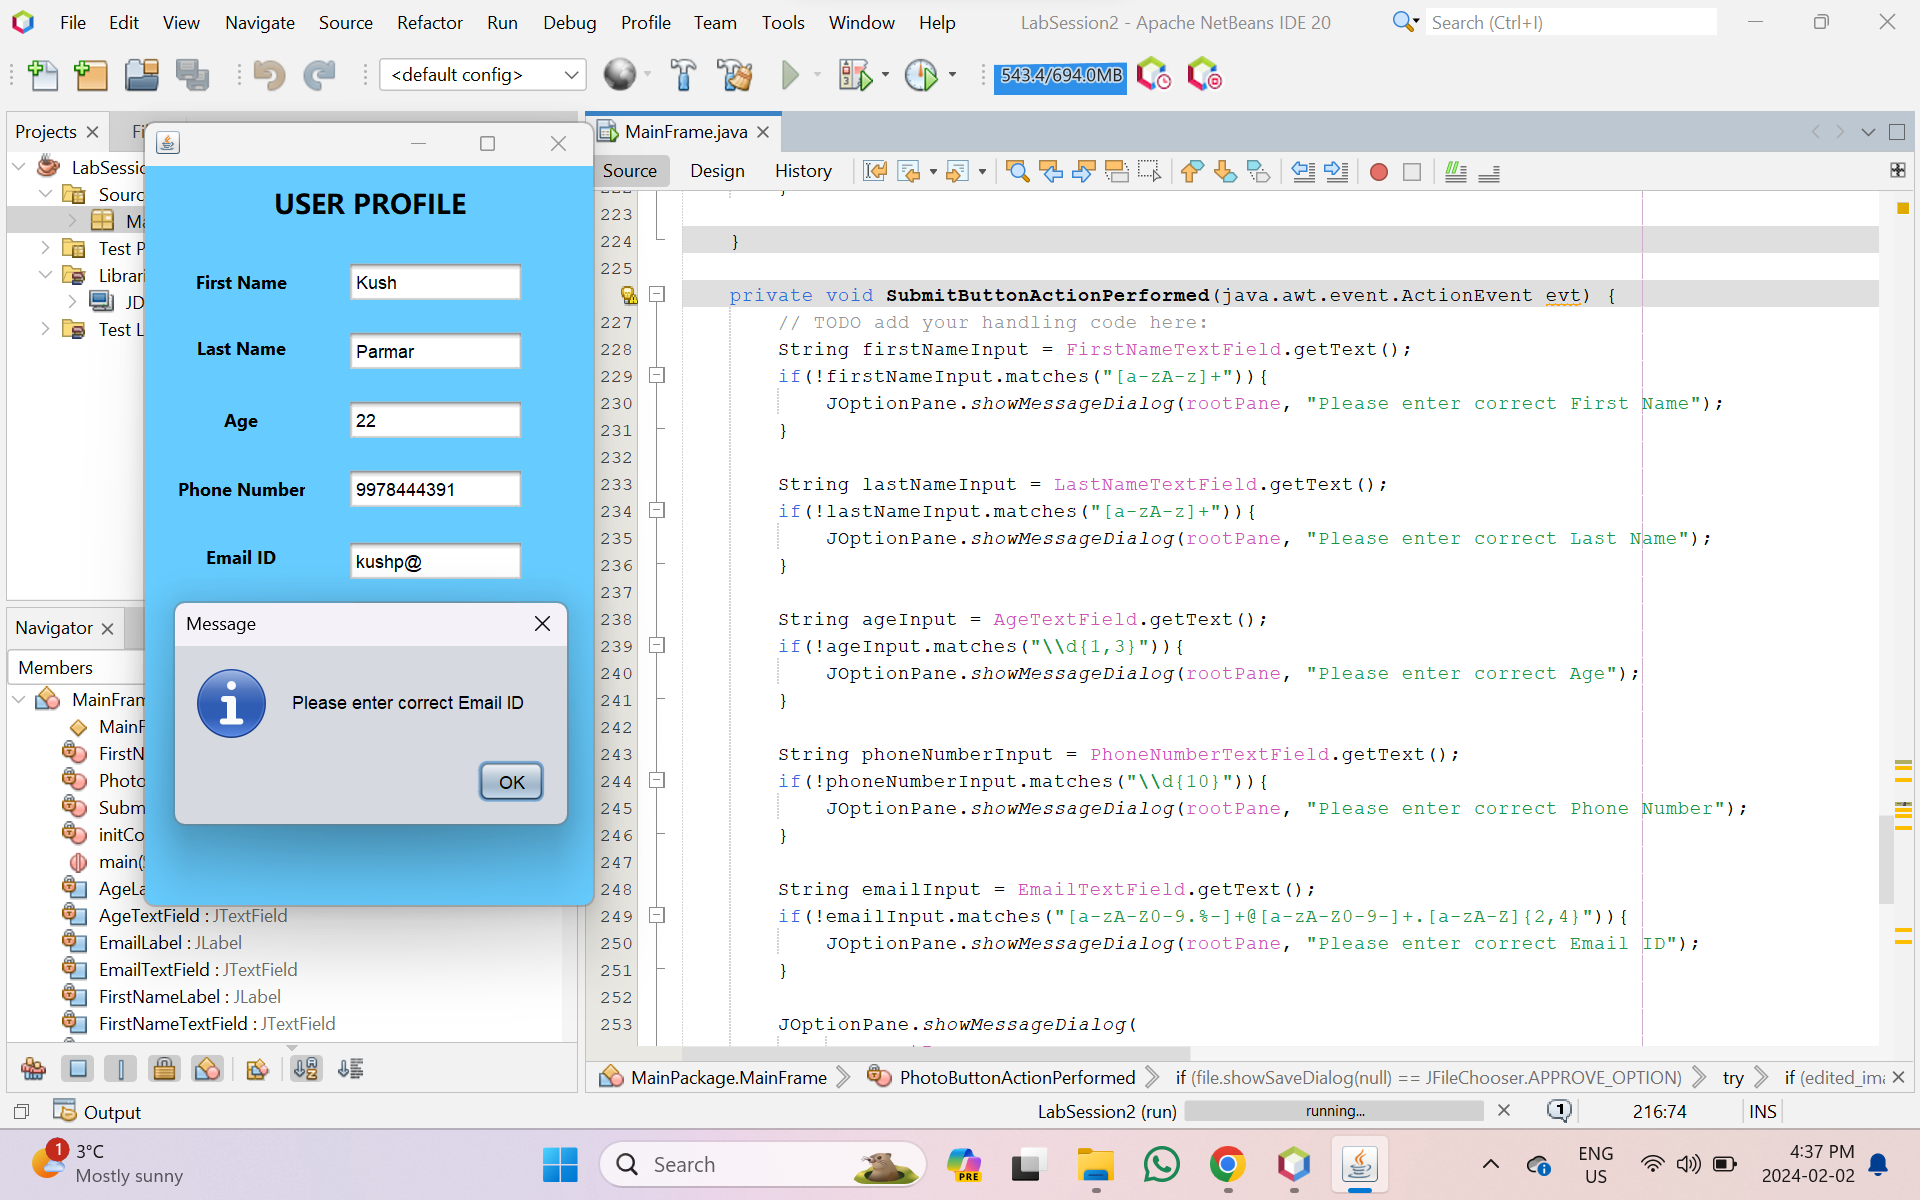 File Edit View Navigate Source Refactor Run Debug Profile Team Tools Window Help LabSession2 - Apache NetBeans IDE 20 Search (Ctrl+I)
<default config> 543.4/694.0MB
Projects
MainFrame.java
Source Design History
LabSessio
Sourc
Ma
Test P
Librari
JD
Test L
USER PROFILE
First Name Kush
Last Name Parmar
Age 22
Phone Number 9978444391
Email ID kushp@
Message
Please enter correct Email ID
OK
Navigator
Members
MainFram
MainF
FirstN
Photo
Subm
initCo
main(S
AgeLa
AgeTextField : JTextField
EmailLabel : JLabel
EmailTextField : JTextField
FirstNameLabel : JLabel
FirstNameTextField : JTextField
223
224 }
225
private void SubmitButtonActionPerformed(java.awt.event.ActionEvent evt) {
227 // TODO add your handling code here:
228 String firstNameInput = FirstNameTextField.getText();
229 if(!firstNameInput.matches("[a-zA-z]+")){
230 JOptionPane.showMessageDialog(rootPane, "Please enter correct First Name");
231 }
232
233 String lastNameInput = LastNameTextField.getText();
234 if(!lastNameInput.matches("[a-zA-z]+")){
235 JOptionPane.showMessageDialog(rootPane, "Please enter correct Last Name");
236 }
237
238 String ageInput = AgeTextField.getText();
239 if(!ageInput.matches("\\d{1,3}")){
240 JOptionPane.showMessageDialog(rootPane, "Please enter correct Age");
241 }
242
243 String phoneNumberInput = PhoneNumberTextField.getText();
244 if(!phoneNumberInput.matches("\\d{10}")){
245 JOptionPane.showMessageDialog(rootPane, "Please enter correct Phone Number");
246 }
247
248 String emailInput = EmailTextField.getText();
249 if(!emailInput.matches("[a-zA-Z0-9.%-]+@[a-zA-Z0-9-]+.[a-zA-Z]{2,4}")){
250 JOptionPane.showMessageDialog(rootPane, "Please enter correct Email ID");
251 }
252
253 JOptionPane.showMessageDialog(
MainPackage.MainFrame PhotoButtonActionPerformed if (file.showSaveDialog(null) == JFileChooser.APPROVE_OPTION) try if (edited_im
Output LabSession2 (run) running... 1 216:74 INS
1 3°C
Mostly sunny
Search
PRE
ENG
US
4:37 PM
2024-02-02